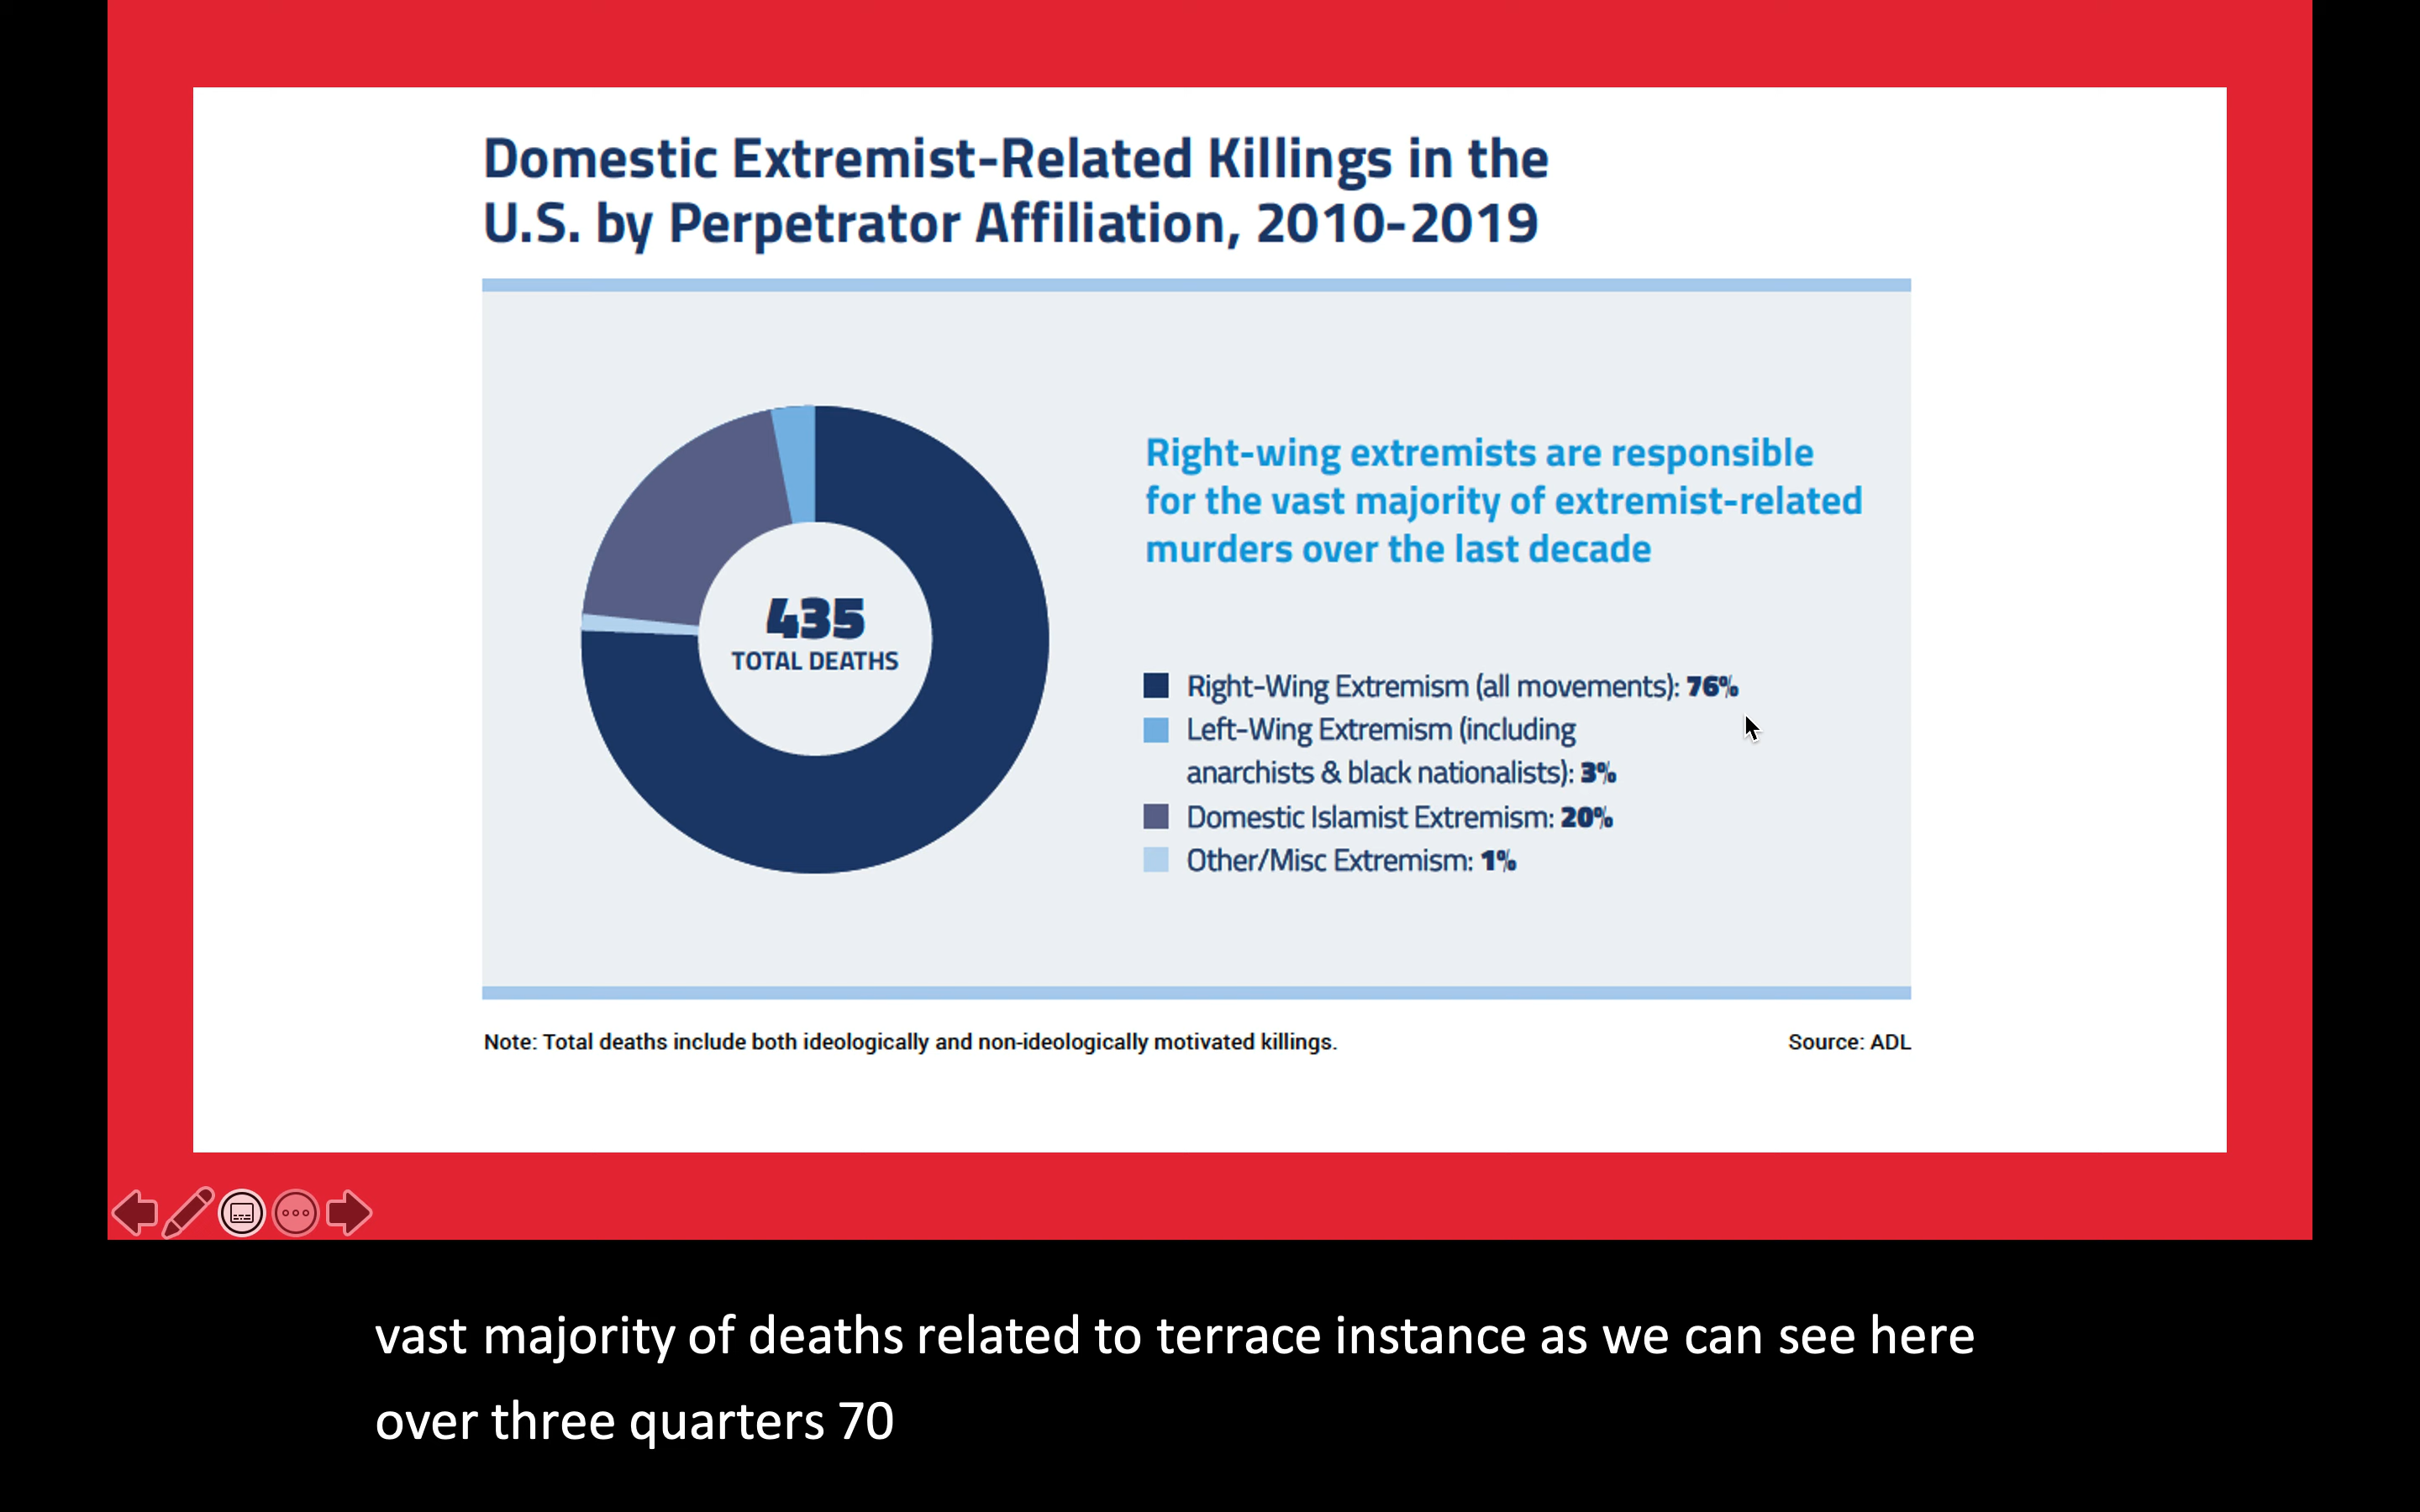 Domestic Extremist-Related Killings in the
U.S. by Perpetrator Affiliation, 2010-2019
435
TOTAL DEATHS
Right-wing extremists are responsible
for the vast majority of extremist-related
murders over the last decade
Right-Wing Extremism (all movements): 76%
Left-Wing Extremism (including
anarchists & black nationalists): 3%
Domestic Islamist Extremism: 20%
Other/Misc Extremism: 1%
Note: Total deaths include both ideologically and non-ideologically motivated killings.
Source: ADL
vast majority of deaths related to terrace instance as we can see here
over three quarters 70